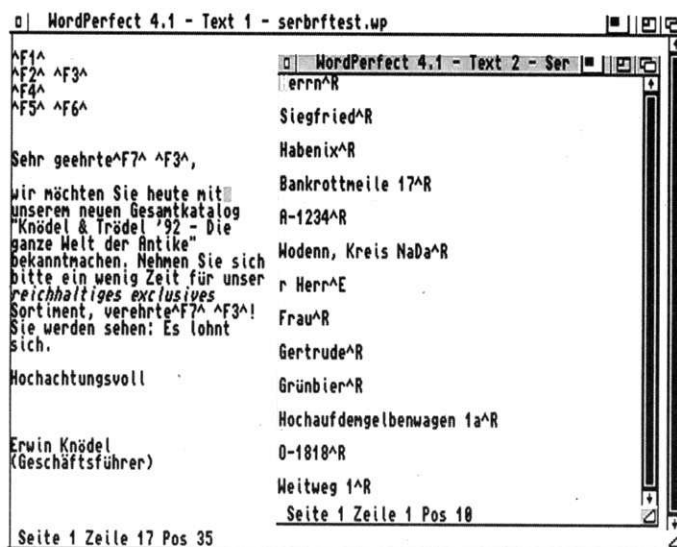 WordPerfect 4.1 - Text 1 - serbrftest.wp
^F1^
^F2^ ^F3^
^F4^
^F5^ ^F6^
Sehr geehrte^F7^ ^F3^,
wir möchten Sie heute mit
unserem neuen Gesamtkatalog
"Knödel & Trödel '92 - Die
ganze Welt der Antike"
bekanntmachen. Nehmen Sie sich
bitte ein wenig Zeit für unser
reichhaltiges exclusives
Sortiment, verehrte^F7^ ^F3^!
Sie werden sehen: Es lohnt
sich.
Hochachtungsvoll
Erwin Knödel
(Geschäftsführer)
Seite 1 Zeile 17 Pos 35
WordPerfect 4.1 - Text 2 - Ser
Herrn^R
Siegfried^R
Habenix^R
Bankrottmeile 17^R
A-1234^R
Wodenn, Kreis NaDa^R
r Herr^E
Frau^R
Gertrude^R
Grünbier^R
Hochaufdemgelbenwagen 1a^R
O-1818^R
Weitweg 1^R
Seite 1 Zeile 1 Pos 10